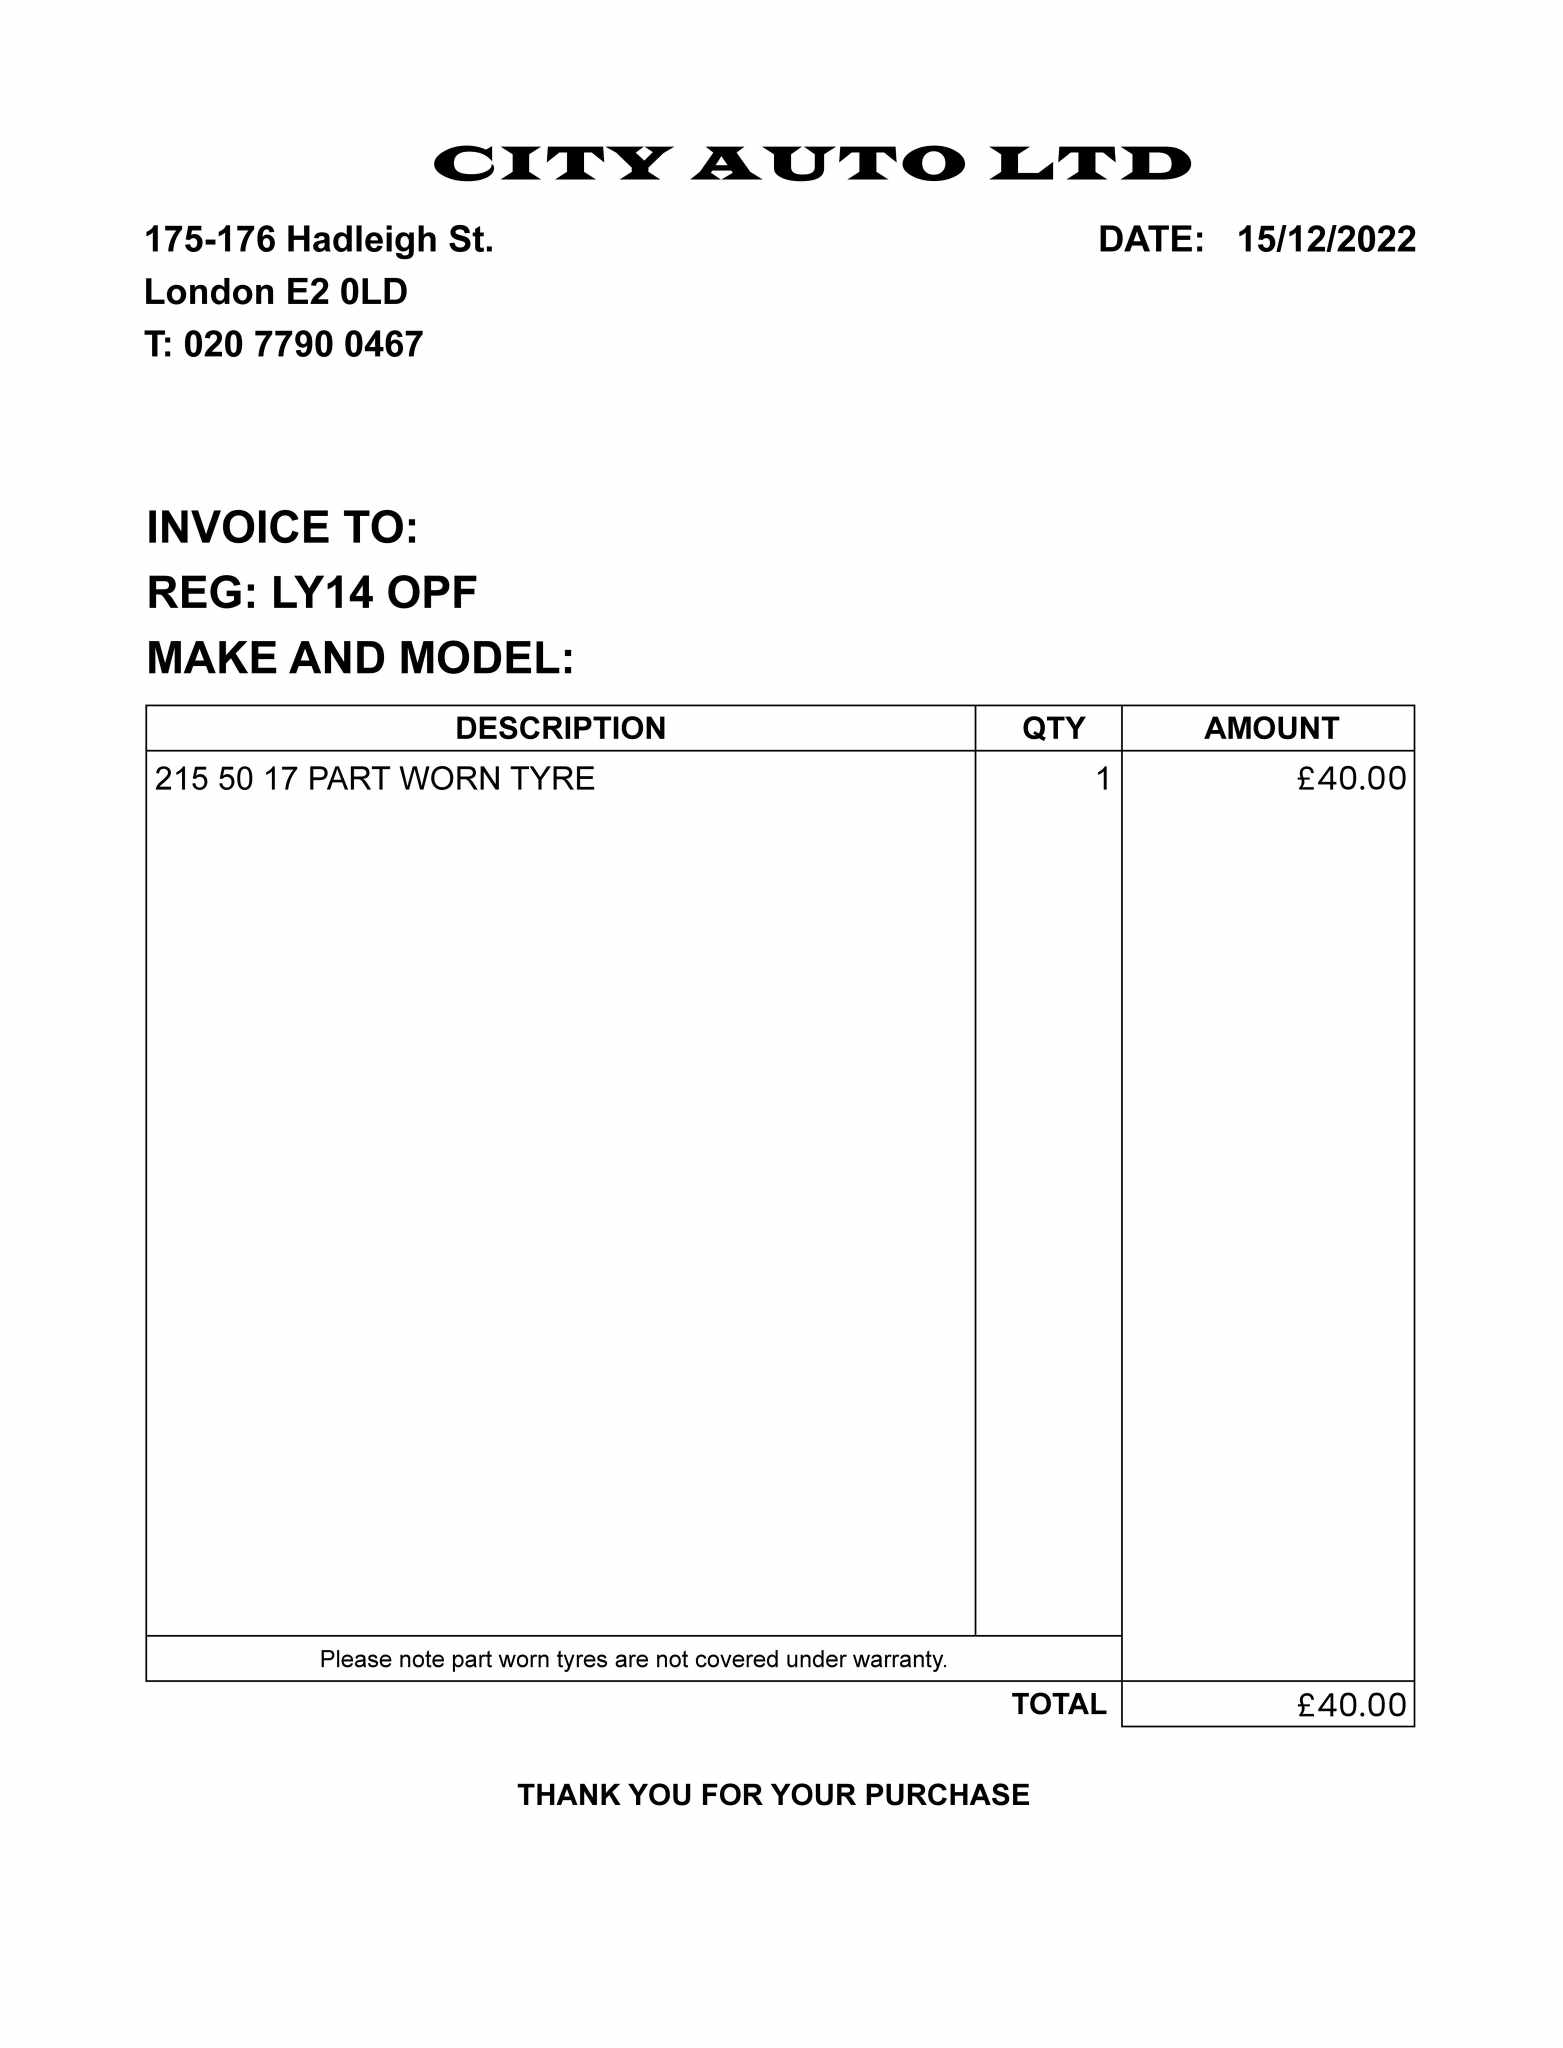 CITY AUTO LTD
175-176 Hadleigh St.
DATE: 15/12/2022
London E2 0LD
T: 020 7790 0467
INVOICE TO:
REG: LY14 OPF
MAKE AND MODEL:
DESCRIPTION QTY AMOUNT
215 50 17 PART WORN TYRE 1 £40.00
Please note part worn tyres are not covered under warranty.
TOTAL £40.00
THANK YOU FOR YOUR PURCHASE